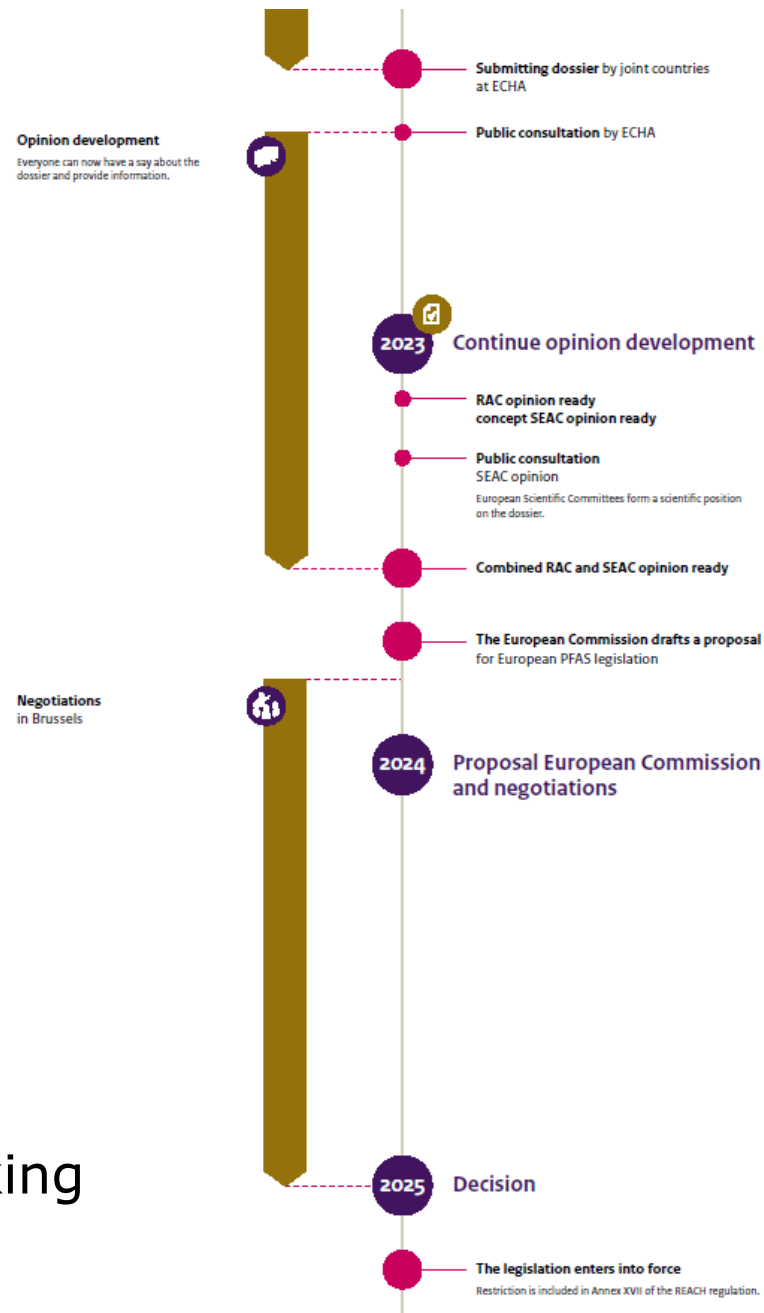 Submitting dossier by joint countries
at ECHA
Opinion development
Everyone can now have a say about the
dossier and provide information.
Public consultation by ECHA
2023 Continue opinion development
RAC opinion ready
concept SEAC opinion ready
Public consultation
SEAC opinion
European Scientific Committees form a scientific position
on the dossier.
Combined RAC and SEAC opinion ready
The European Commission drafts a proposal
for European PFAS legislation
Negotiations
in Brussels
2024 Proposal European Commission
and negotiations
king
2025 Decision
The legislation enters into force
Restriction is included in Annex XVII of the REACH regulation.